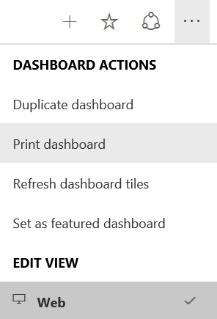 DASHBOARD ACTIONS
Duplicate dashboard
Print dashboard
Refresh dashboard tiles
Set as featured dashboard
EDIT VIEW
Web